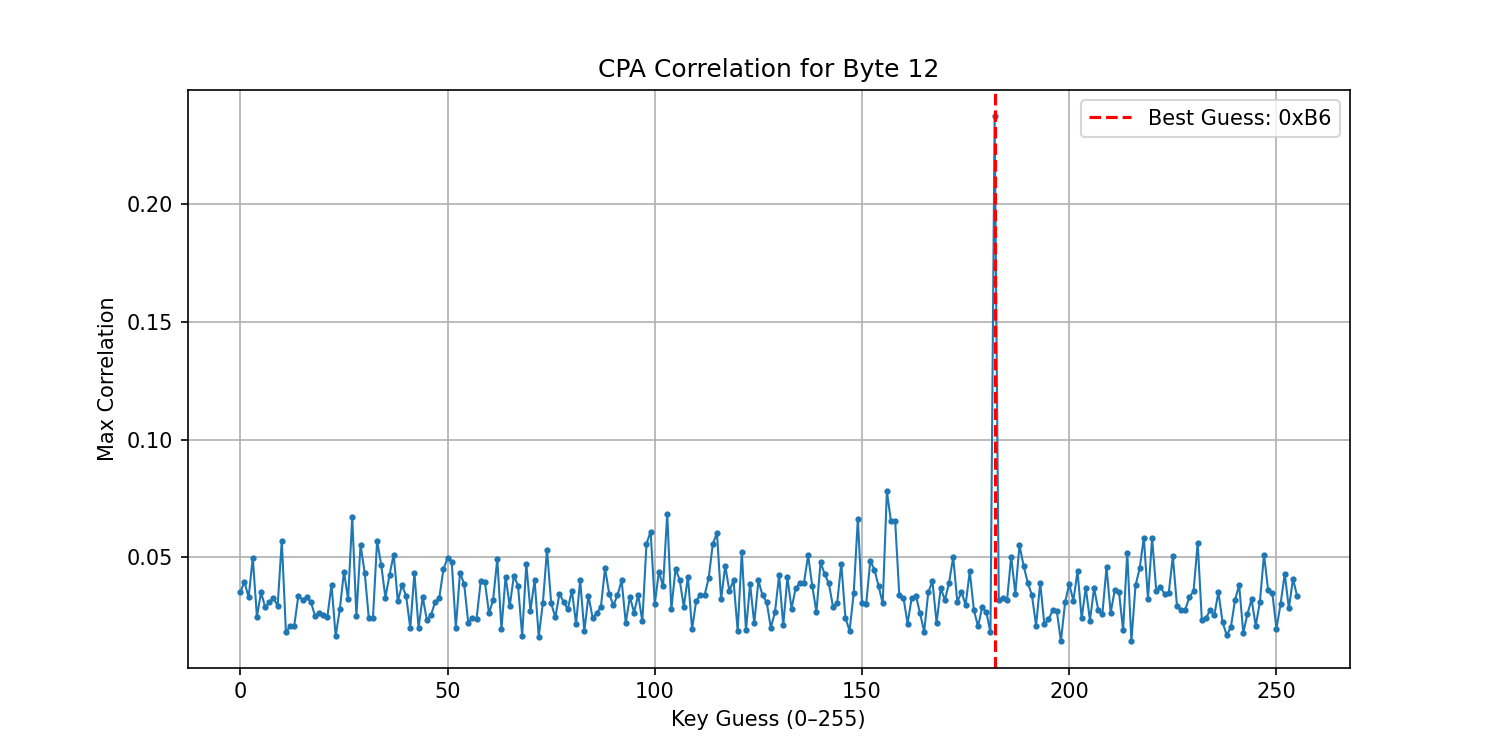 CPA Correlation for Byte 12
Best Guess: 0xB6
Max Correlation
0.20
0.15
0.10
0.05
0 50 100 150 200 250
Key Guess (0–255)